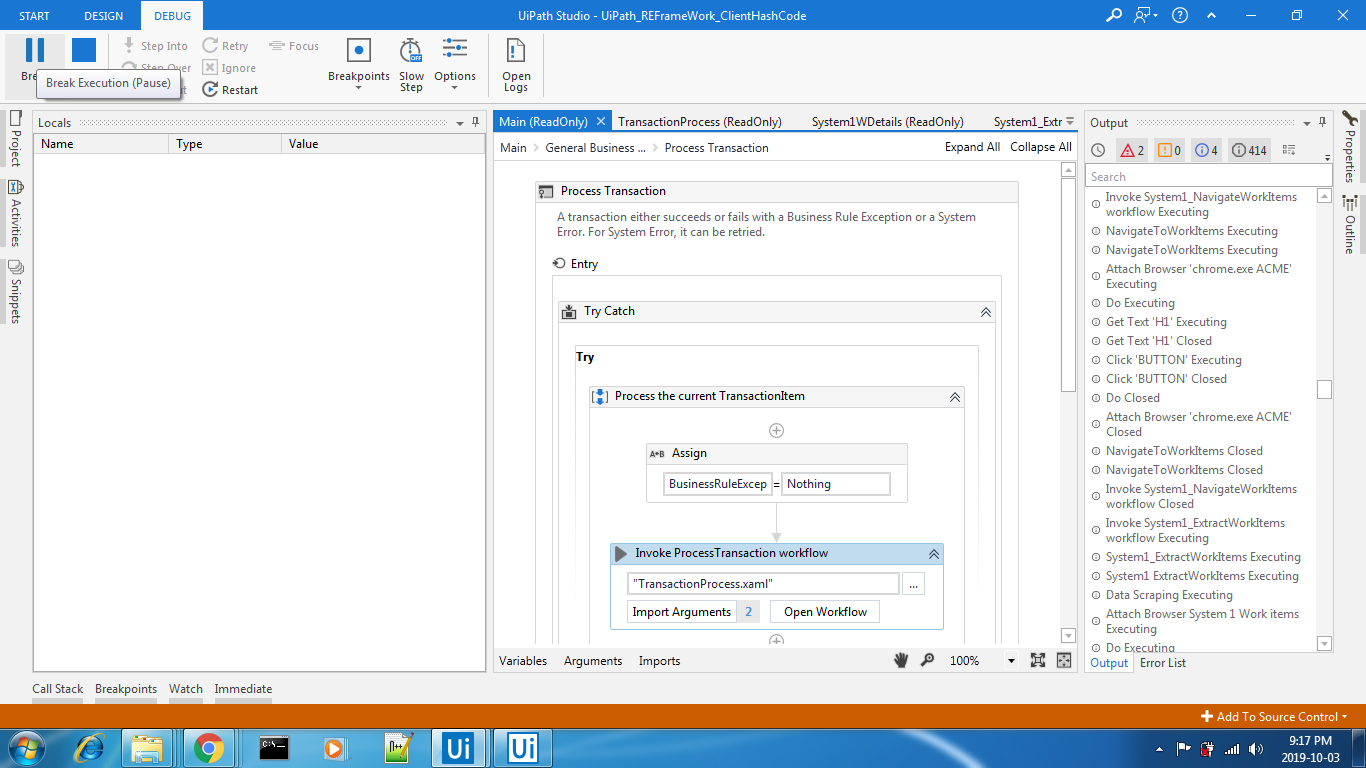 START
DESIGN
DEBUG
UiPath Studio - UiPath_REFrameWork_ClientHashCode
Step Into
Retry
Focus
Step Over
Ignore
Restart
Break Execution (Pause)
Breakpoints
Slow
Step
Options
Open
Logs
Project
Activities
Snippets
Locals
Name
Type
Value
Main (ReadOnly)
TransactionProcess (ReadOnly)
System1WDetails (ReadOnly)
System1_Extr
Main
General Business ...
Process Transaction
Expand All
Collapse All
Process Transaction
A transaction either succeeds or fails with a Business Rule Exception or a System
Error. For System Error, it can be retried.
Entry
Try Catch
Try
Process the current TransactionItem
A+B Assign
BusinessRuleExcep = Nothing
Invoke ProcessTransaction workflow
"TransactionProcess.xaml"
...
Import Arguments 2
Open Workflow
Variables
Arguments
Imports
100%
Output
2
0
4
414
Search
Invoke System1_NavigateWorkItems
workflow Executing
NavigateToWorkItems Executing
NavigateToWorkItems Executing
Attach Browser 'chrome.exe ACME'
Executing
Do Executing
Get Text 'H1' Executing
Get Text 'H1' Closed
Click 'BUTTON' Executing
Click 'BUTTON' Closed
Do Closed
Attach Browser 'chrome.exe ACME'
Closed
NavigateToWorkItems Closed
NavigateToWorkItems Closed
Invoke System1_NavigateWorkItems
workflow Closed
Invoke System1_ExtractWorkItems
workflow Executing
System1_ExtractWorkItems Executing
System1 ExtractWorkItems Executing
Data Scraping Executing
Attach Browser System 1 Work items
Executing
Do Executing
Output
Error List
Properties
Outline
Call Stack
Breakpoints
Watch
Immediate
Add To Source Control
Ui
Ui
9:17 PM
2019-10-03